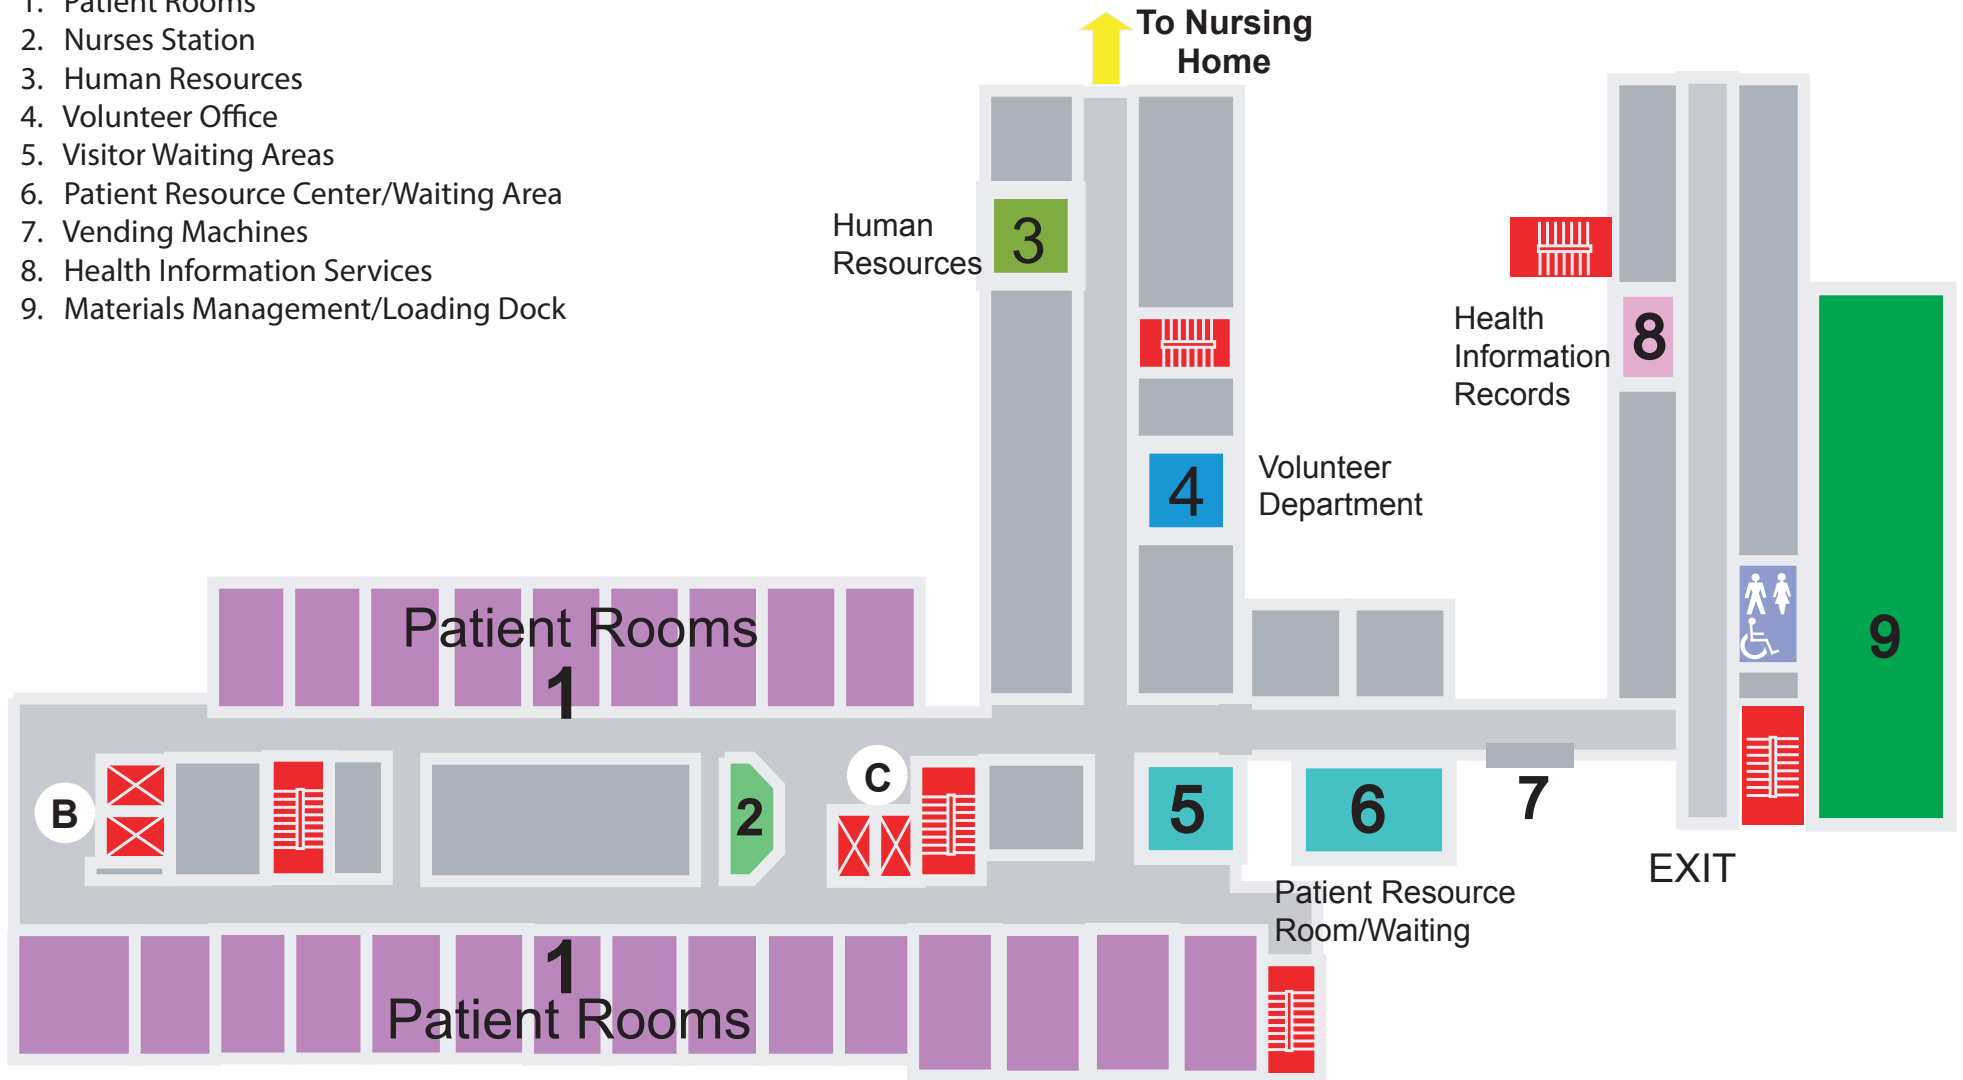 1. Patient Rooms
2. Nurses Station
3. Human Resources
4. Volunteer Office
5. Visitor Waiting Areas
6. Patient Resource Center/Waiting Area
7. Vending Machines
8. Health Information Services
9. Materials Management/Loading Dock
To Nursing
Home
Human
Resources
3
Health
Information
Records
8
4
Volunteer
Department
9
Patient Rooms
1
B
2
C
5
6
7
EXIT
Patient Resource
Room/Waiting
1
Patient Rooms